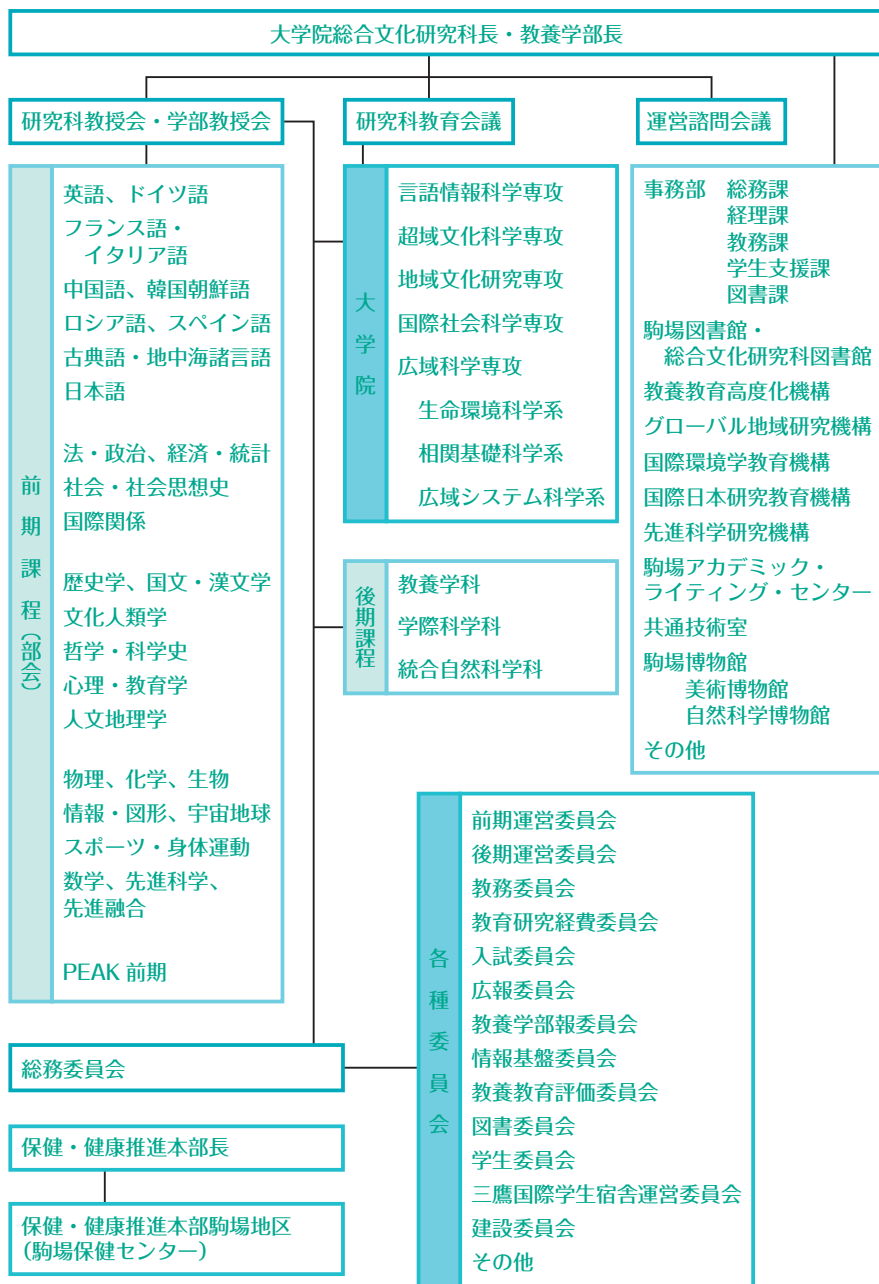 大学院総合文化研究科長・教養学部長
研究科教授会・学部教授会
研究科教育会議
運営諮問会議
前期課程（部会）
英語、ドイツ語
フランス語・
イタリア語
中国語、韓国朝鮮語
ロシア語、スペイン語
古典語・地中海諸言語
日本語
法・政治、経済・統計
社会・社会思想史
国際関係
歴史学、国文・漢文学
文化人類学
哲学・科学史
心理・教育学
人文地理学
物理、化学、生物
情報・図形、宇宙地球
スポーツ・身体運動
数学、先進科学、
先進融合
PEAK 前期
大学院
言語情報科学専攻
超域文化科学専攻
地域文化研究専攻
国際社会科学専攻
広域科学専攻
生命環境科学系
相関基礎科学系
広域システム科学系
後期課程
教養学科
学際科学科
統合自然科学科
事務部　総務課
経理課
教務課
学生支援課
図書課
駒場図書館・
総合文化研究科図書館
教養教育高度化機構
グローバル地域研究機構
国際環境学教育機構
国際日本研究教育機構
先進科学研究機構
駒場アカデミック・
ライティング・センター
共通技術室
駒場博物館
美術博物館
自然科学博物館
その他
総務委員会
各種委員会
前期運営委員会
後期運営委員会
教務委員会
教育研究経費委員会
入試委員会
広報委員会
教養学部報委員会
情報基盤委員会
教養教育評価委員会
図書委員会
学生委員会
三鷹国際学生宿舎運営委員会
建設委員会
その他
保健・健康推進本部長
保健・健康推進本部駒場地区
（駒場保健センター）